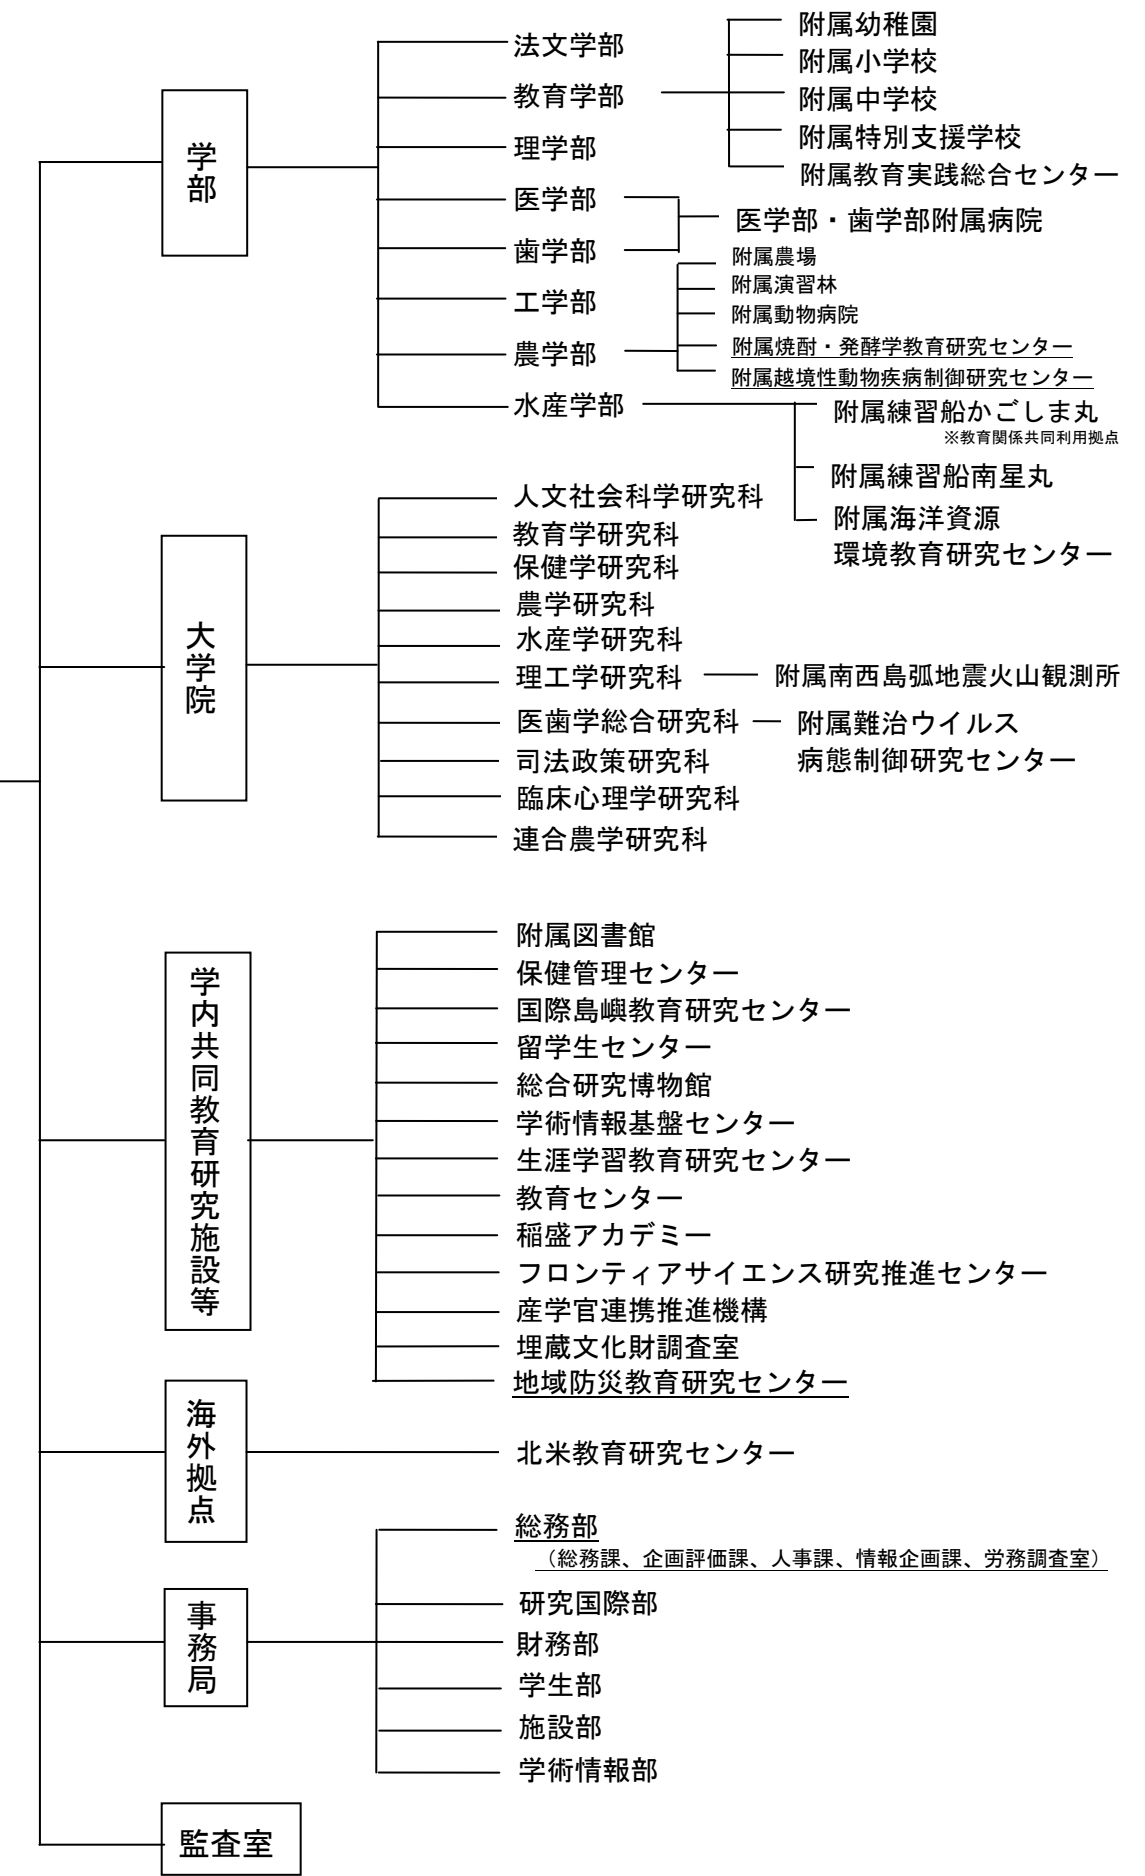 学部
法文学部
教育学部
附属幼稚園
附属小学校
附属中学校
附属特別支援学校
附属教育実践総合センター
理学部
医学部
歯学部
医学部・歯学部附属病院
工学部
農学部
附属農場
附属演習林
附属動物病院
附属焼酎・発酵学教育研究センター
附属越境性動物疾病制御研究センター
水産学部
附属練習船かごしま丸
※教育関係共同利用拠点
附属練習船南星丸
附属海洋資源
環境教育研究センター
大学院
人文社会科学研究科
教育学研究科
保健学研究科
農学研究科
水産学研究科
理工学研究科
附属南西島弧地震火山観測所
医歯学総合研究科
附属難治ウイルス
病態制御研究センター
司法政策研究科
臨床心理学研究科
連合農学研究科
学内共同教育研究施設等
附属図書館
保健管理センター
国際島嶼教育研究センター
留学生センター
総合研究博物館
学術情報基盤センター
生涯学習教育研究センター
教育センター
稲盛アカデミー
フロンティアサイエンス研究推進センター
産学官連携推進機構
埋蔵文化財調査室
地域防災教育研究センター
海外拠点
北米教育研究センター
事務局
総務部
（総務課、企画評価課、人事課、情報企画課、労務調査室）
研究国際部
財務部
学生部
施設部
学術情報部
監査室